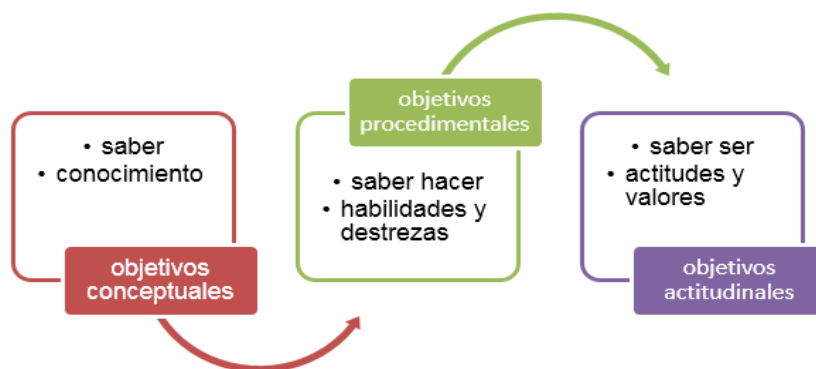 • saber
• conocimiento
objetivos
conceptuales
objetivos
procedimentales
• saber hacer
• habilidades y
destrezas
• saber ser
• actitudes y
valores
objetivos
actitudinales